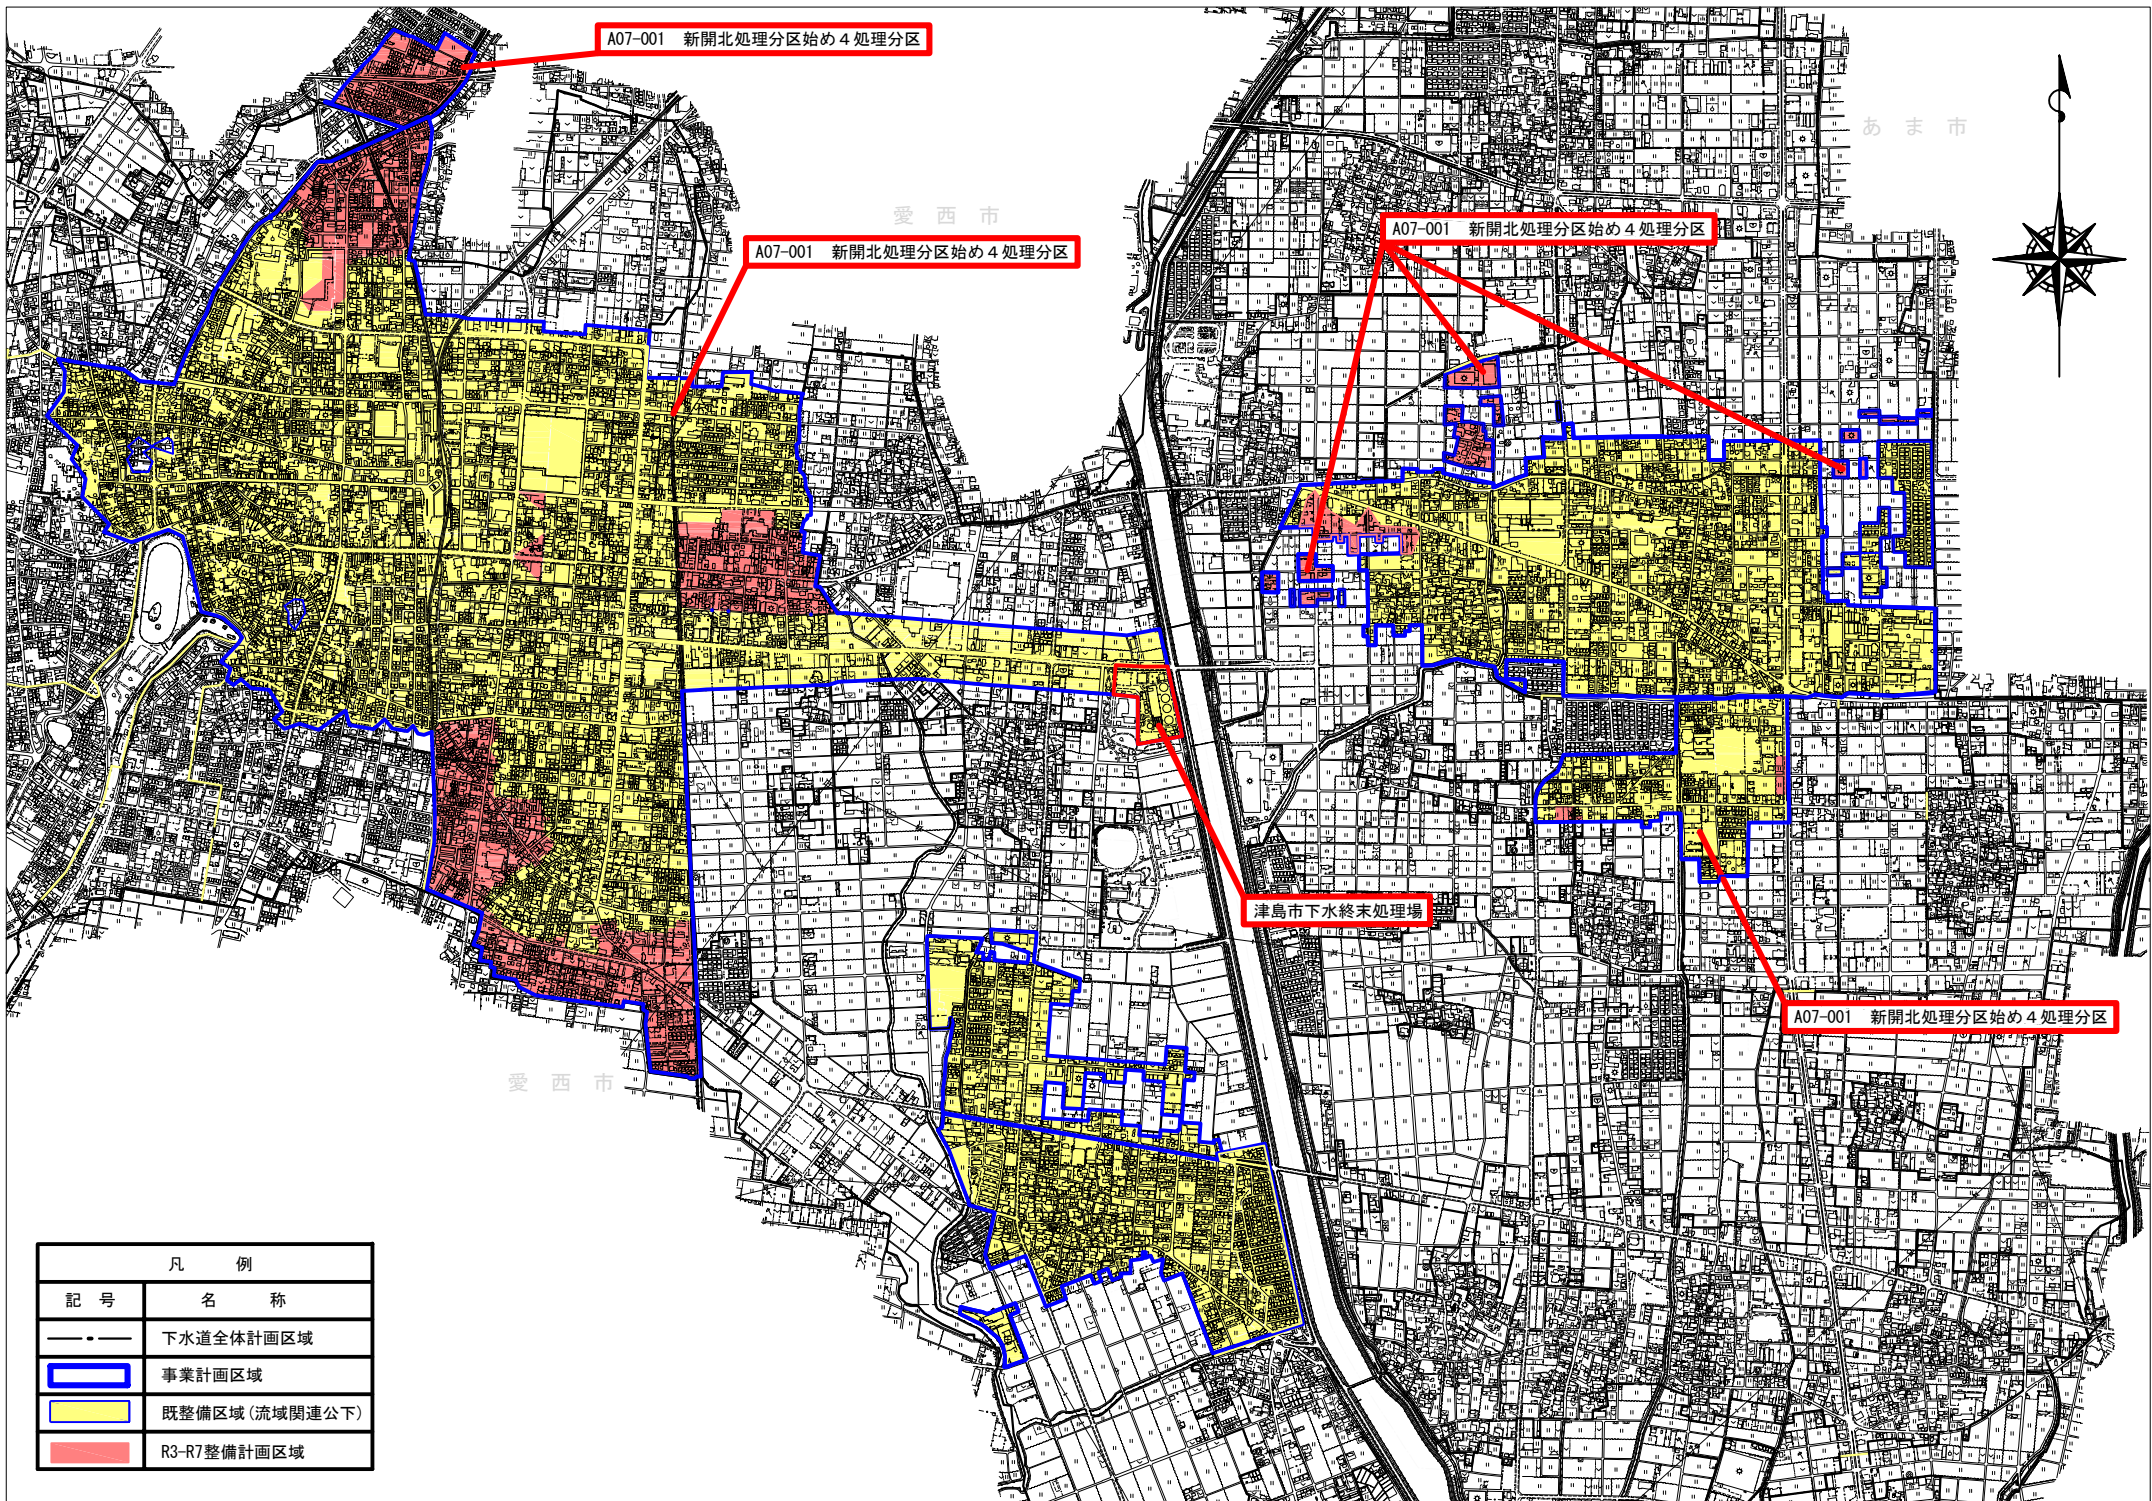 A07-001　新開北処理分区始め４処理分区
あ ま 市
愛 西 市
A07-001　新開北処理分区始め４処理分区
A07-001　新開北処理分区始め４処理分区
津島市下水終末処理場
A07-001　新開北処理分区始め４処理分区
愛 西 市
凡　例
記 号　名　称
下水道全体計画区域
事業計画区域
既整備区域(流域関連公下)
R3-R7整備計画区域